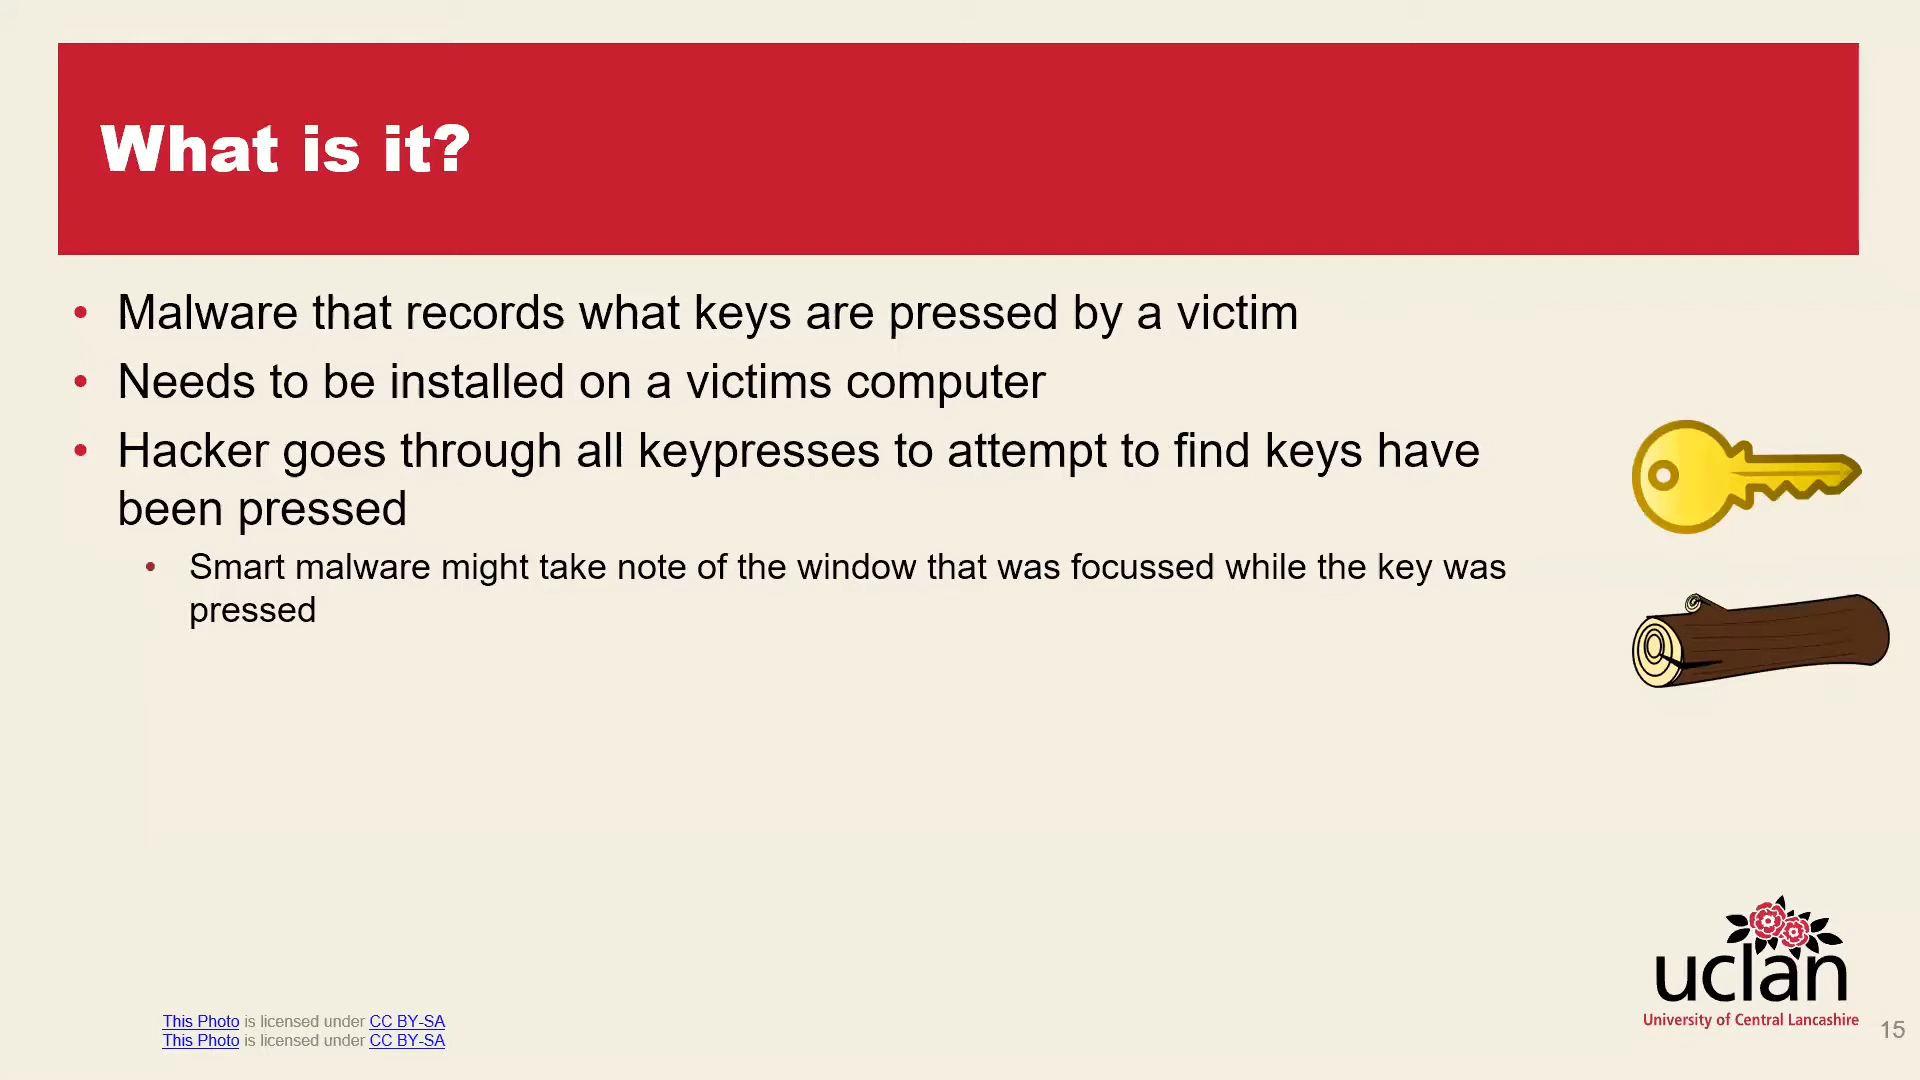 What is it?
• Malware that records what keys are pressed by a victim
• Needs to be installed on a victims computer
• Hacker goes through all keypresses to attempt to find keys have
been pressed
• Smart malware might take note of the window that was focussed while the key was
pressed
uclan
University of Central Lancashire
This Photo is licensed under CC BY-SA
This Photo is licensed under CC BY-SA
15